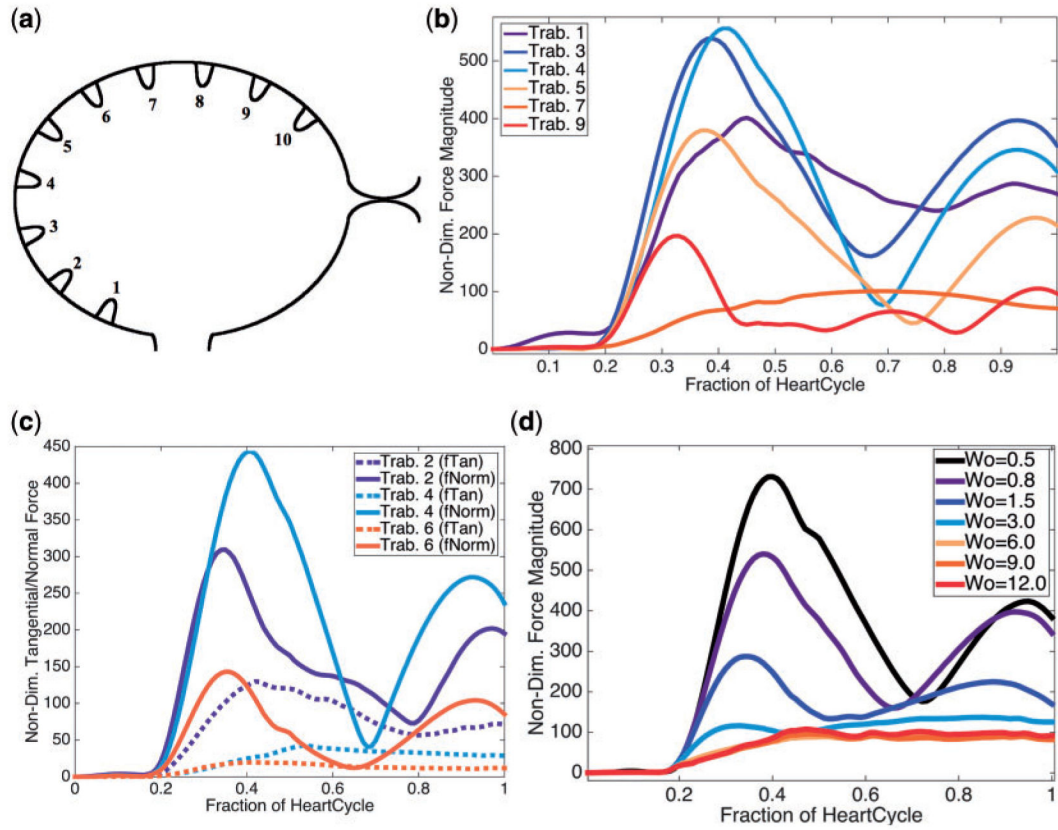 (a)
1
2
3
4
5
6
7
8
9
10
(b)
Non-Dim. Force Magnitude
500
400
300
200
100
0
Trab. 1
Trab. 3
Trab. 4
Trab. 5
Trab. 7
Trab. 9
0.1 0.2 0.3 0.4 0.5 0.6 0.7 0.8 0.9
Fraction of HeartCycle
(c)
Non-Dim. Tangential/Normal Force
450
400
350
300
250
200
150
100
50
0
Trab. 2 (fTan)
Trab. 2 (fNorm)
Trab. 4 (fTan)
Trab. 4 (fNorm)
Trab. 6 (fTan)
Trab. 6 (fNorm)
0 0.2 0.4 0.6 0.8 1
Fraction of HeartCycle
(d)
Non-Dim. Force Magnitude
800
700
600
500
400
300
200
100
0
Wo=0.5
Wo=0.8
Wo=1.5
Wo=3.0
Wo=6.0
Wo=9.0
Wo=12.0
0.2 0.4 0.6 0.8 1
Fraction of HeartCycle